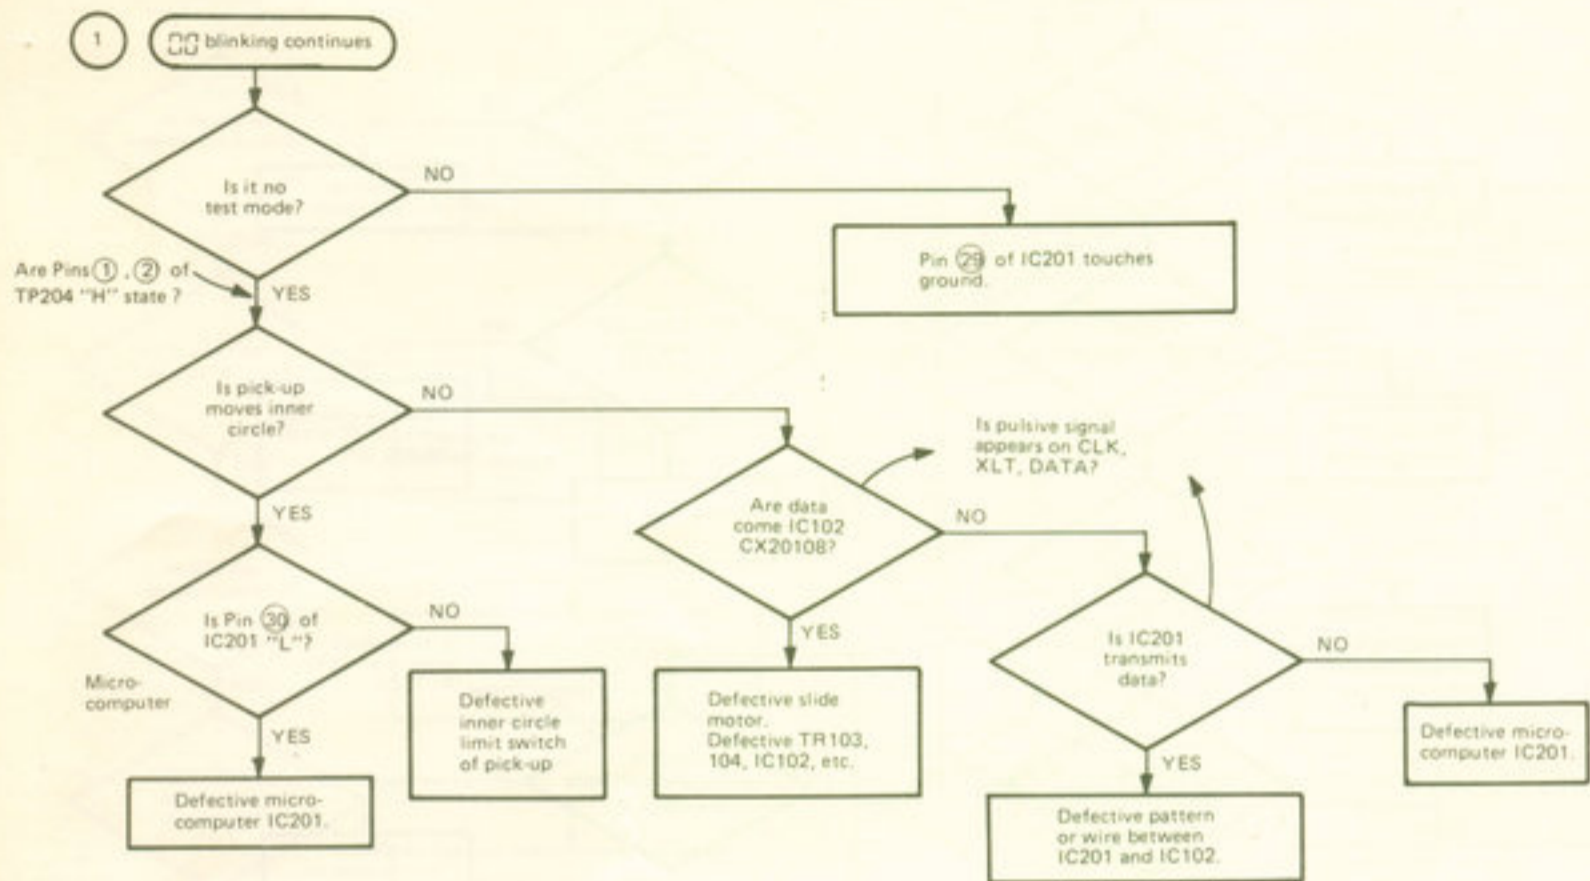 1
00 blinking continues
Is it no
test mode?
NO
Pin 29 of IC201 touches
ground.
Are Pins 1, 2 of
TP204 "H" state?
YES
Is pick-up
moves inner
circle?
NO
Is pulsive signal
appears on CLK,
XLT, DATA?
YES
Are data
come IC102
CX20108?
NO
Is Pin 30 of
IC201 "L"?
NO
Micro-
computer
YES
Is IC201
transmits
data?
NO
YES
Defective
inner circle
limit switch
of pick-up
Defective slide
motor.
Defective TR103,
104, IC102, etc.
Defective micro-
computer IC201.
YES
Defective micro-
computer IC201.
Defective pattern
or wire between
IC201 and IC102.